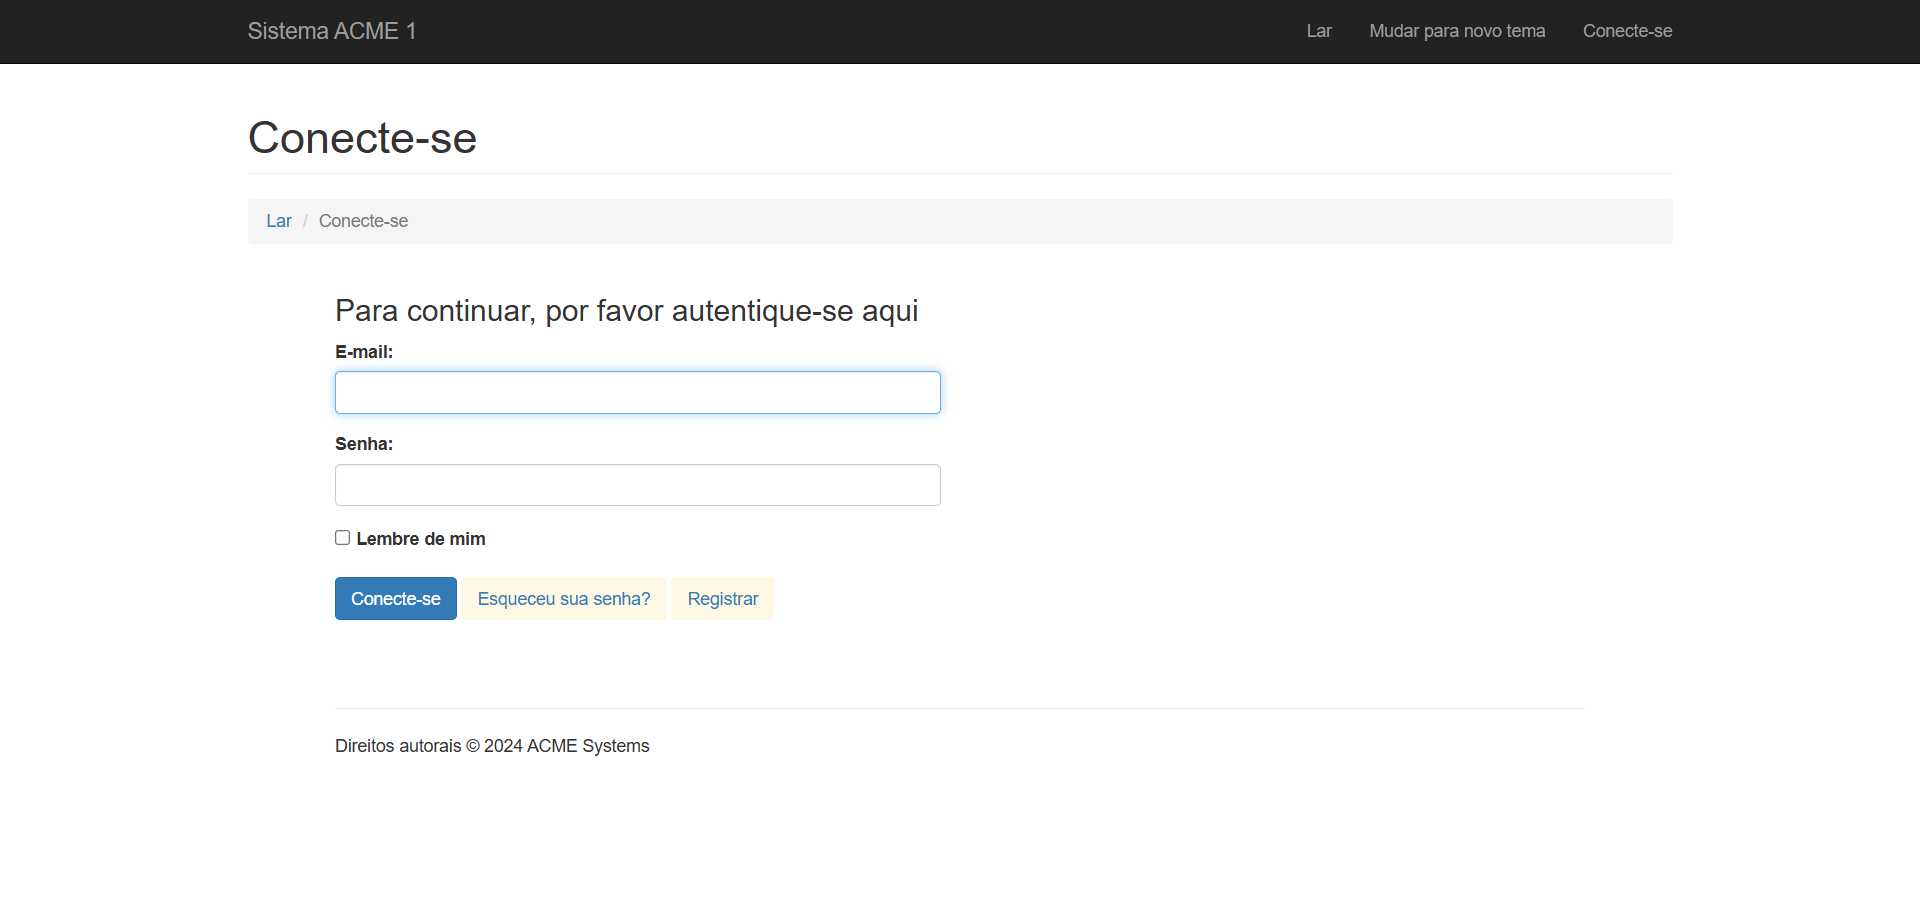 Sistema ACME 1
Lar Mudar para novo tema Conecte-se
Conecte-se
Lar / Conecte-se
Para continuar, por favor autentique-se aqui
E-mail:
Senha:
Lembre de mim
Conecte-se Esqueceu sua senha? Registrar
Direitos autorais © 2024 ACME Systems